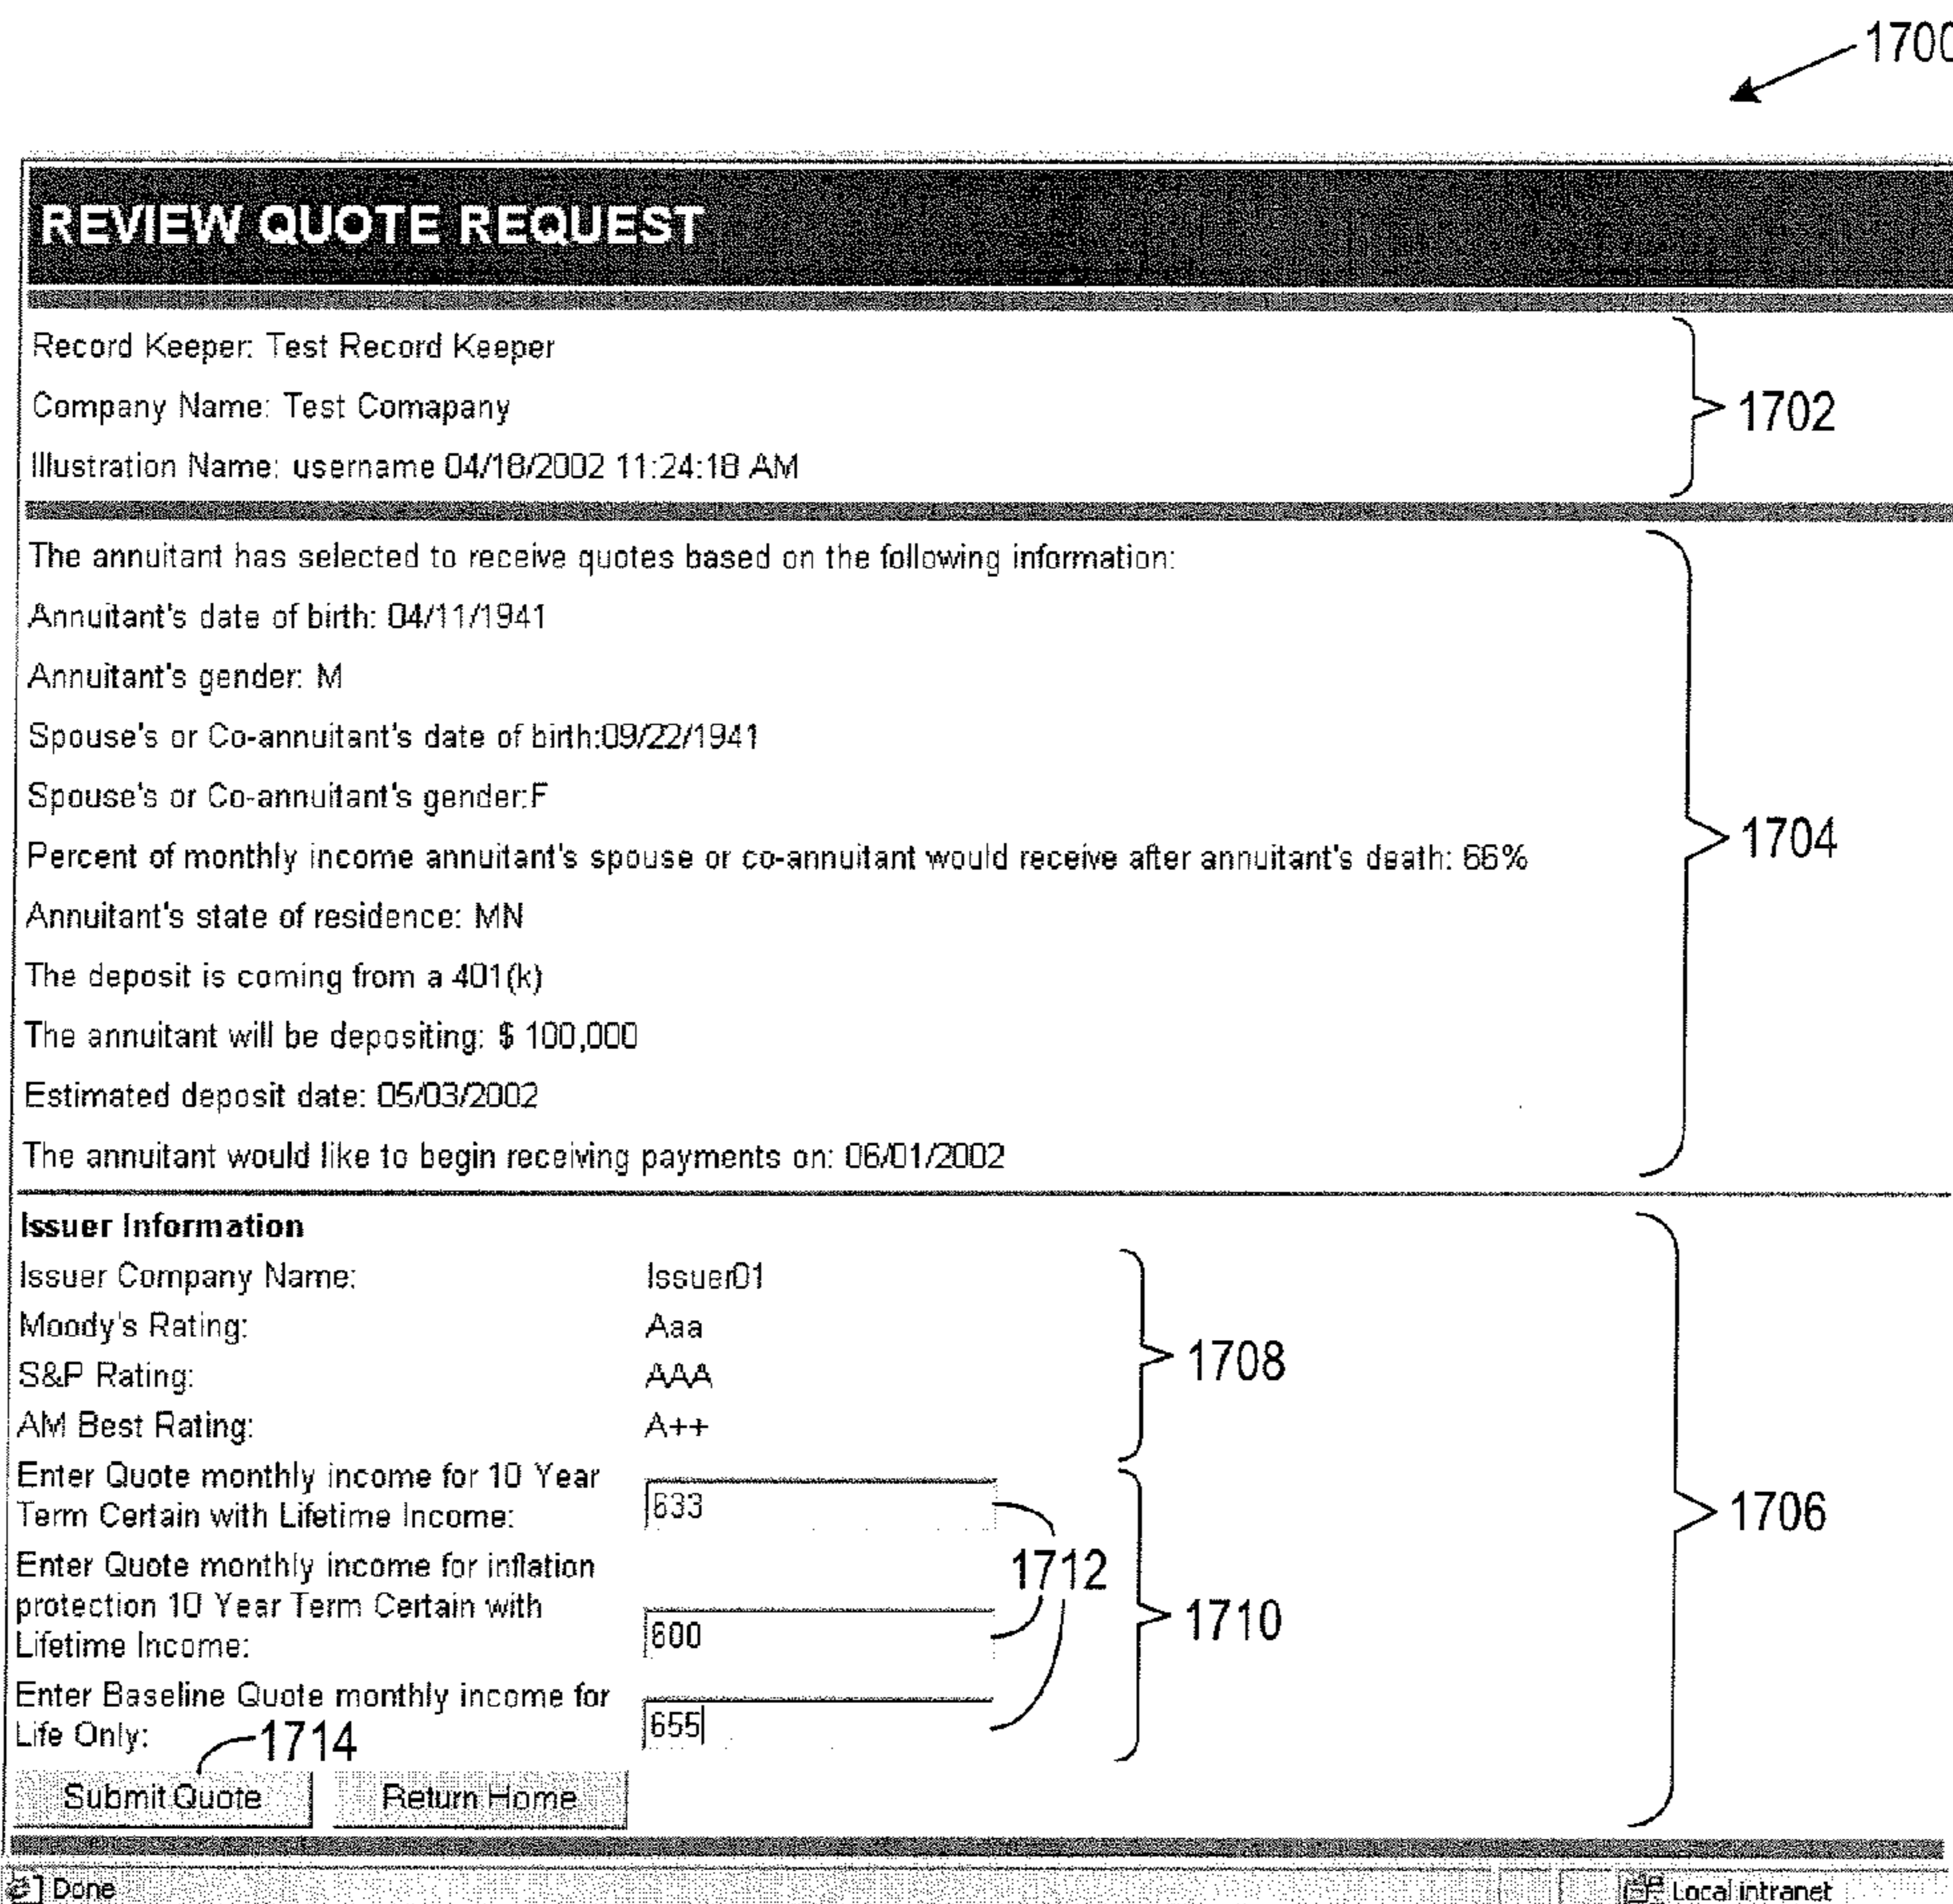 1700
REVIEW QUOTE REQUEST
Record Keeper: Test Record Keeper
Company Name: Test Comapany
1702
Illustration Name: username 04/18/2002 11:24:18 AM
The annuitant has selected to receive quotes based on the following information:
Annuitant's date of birth: 04/11/1941
Annuitant's gender: M
Spouse's or Co-annuitant's date of birth:09/22/1941
Spouse's or Co-annuitant's gender:F
Percent of monthly income annuitant's spouse or co-annuitant would receive after annuitant's death: 66%
1704
Annuitant's state of residence: MN
The deposit is coming from a 401(k)
The annuitant will be depositing: $ 100,000
Estimated deposit date: 05/03/2002
The annuitant would like to begin receiving payments on: 06/01/2002
Issuer Information
Issuer Company Name: Issuer01
Moody's Rating: Aaa
1708
S&P Rating: AAA
AM Best Rating: A++
Enter Quote monthly income for 10 Year
Term Certain with Lifetime Income: 633
1706
Enter Quote monthly income for inflation
1712
protection 10 Year Term Certain with
1710
Lifetime Income: 600
Enter Baseline Quote monthly income for
Life Only: 655
1714
Submit Quote Return Home
Done Local intranet